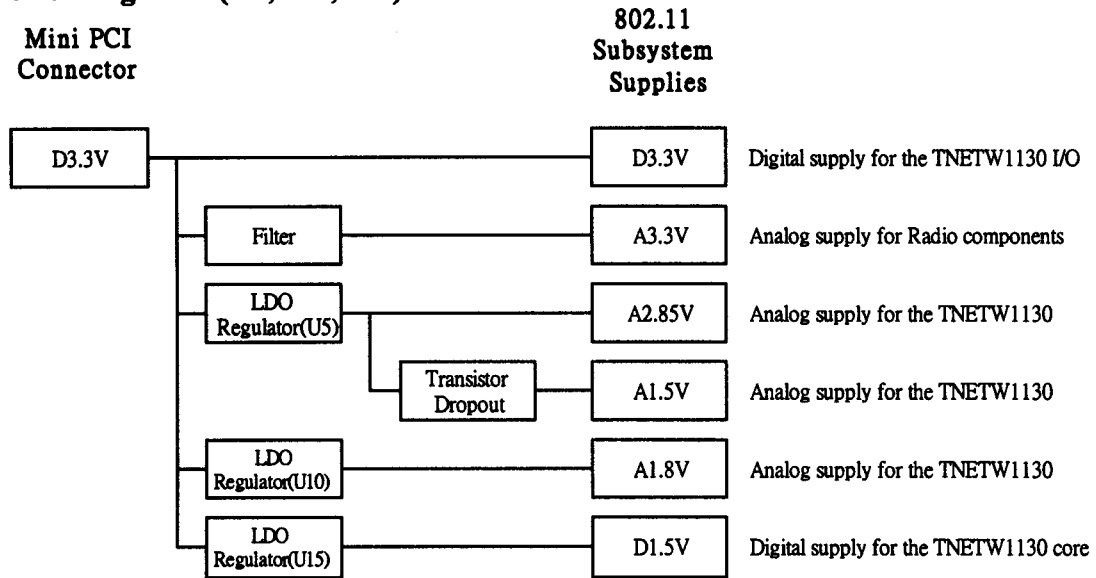 Mini PCI
Connector
802.11
Subsystem
Supplies
D3.3V
D3.3V
Digital supply for the TNETW1130 I/O
Filter
A3.3V
Analog supply for Radio components
LDO
Regulator(U5)
A2.85V
Analog supply for the TNETW1130
Transistor
Dropout
A1.5V
Analog supply for the TNETW1130
LDO
Regulator(U10)
A1.8V
Analog supply for the TNETW1130
LDO
Regulator(U15)
D1.5V
Digital supply for the TNETW1130 core